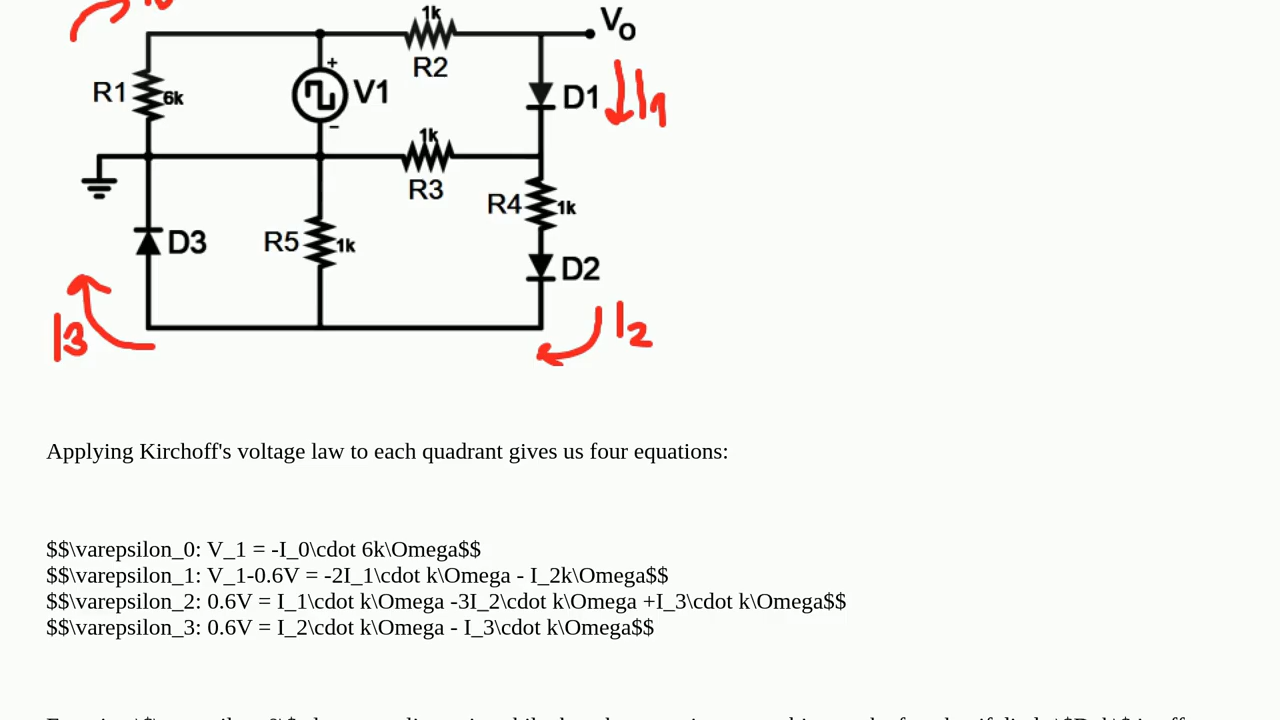 1k
Vo
R2
R1
6k
+
V1
D1
I1
−
1k
R3
R4
1k
D3
R5
1k
D2
I3
I2
Applying Kirchoff's voltage law to each quadrant gives us four equations:
$$\varepsilon_0: V_1 = -I_0\cdot 6k\Omega$$
$$\varepsilon_1: V_1-0.6V = -2I_1\cdot k\Omega - I_2k\Omega$$
$$\varepsilon_2: 0.6V = I_1\cdot k\Omega -3I_2\cdot k\Omega +I_3\cdot k\Omega$$
$$\varepsilon_3: 0.6V = I_2\cdot k\Omega - I_3\cdot k\Omega$$